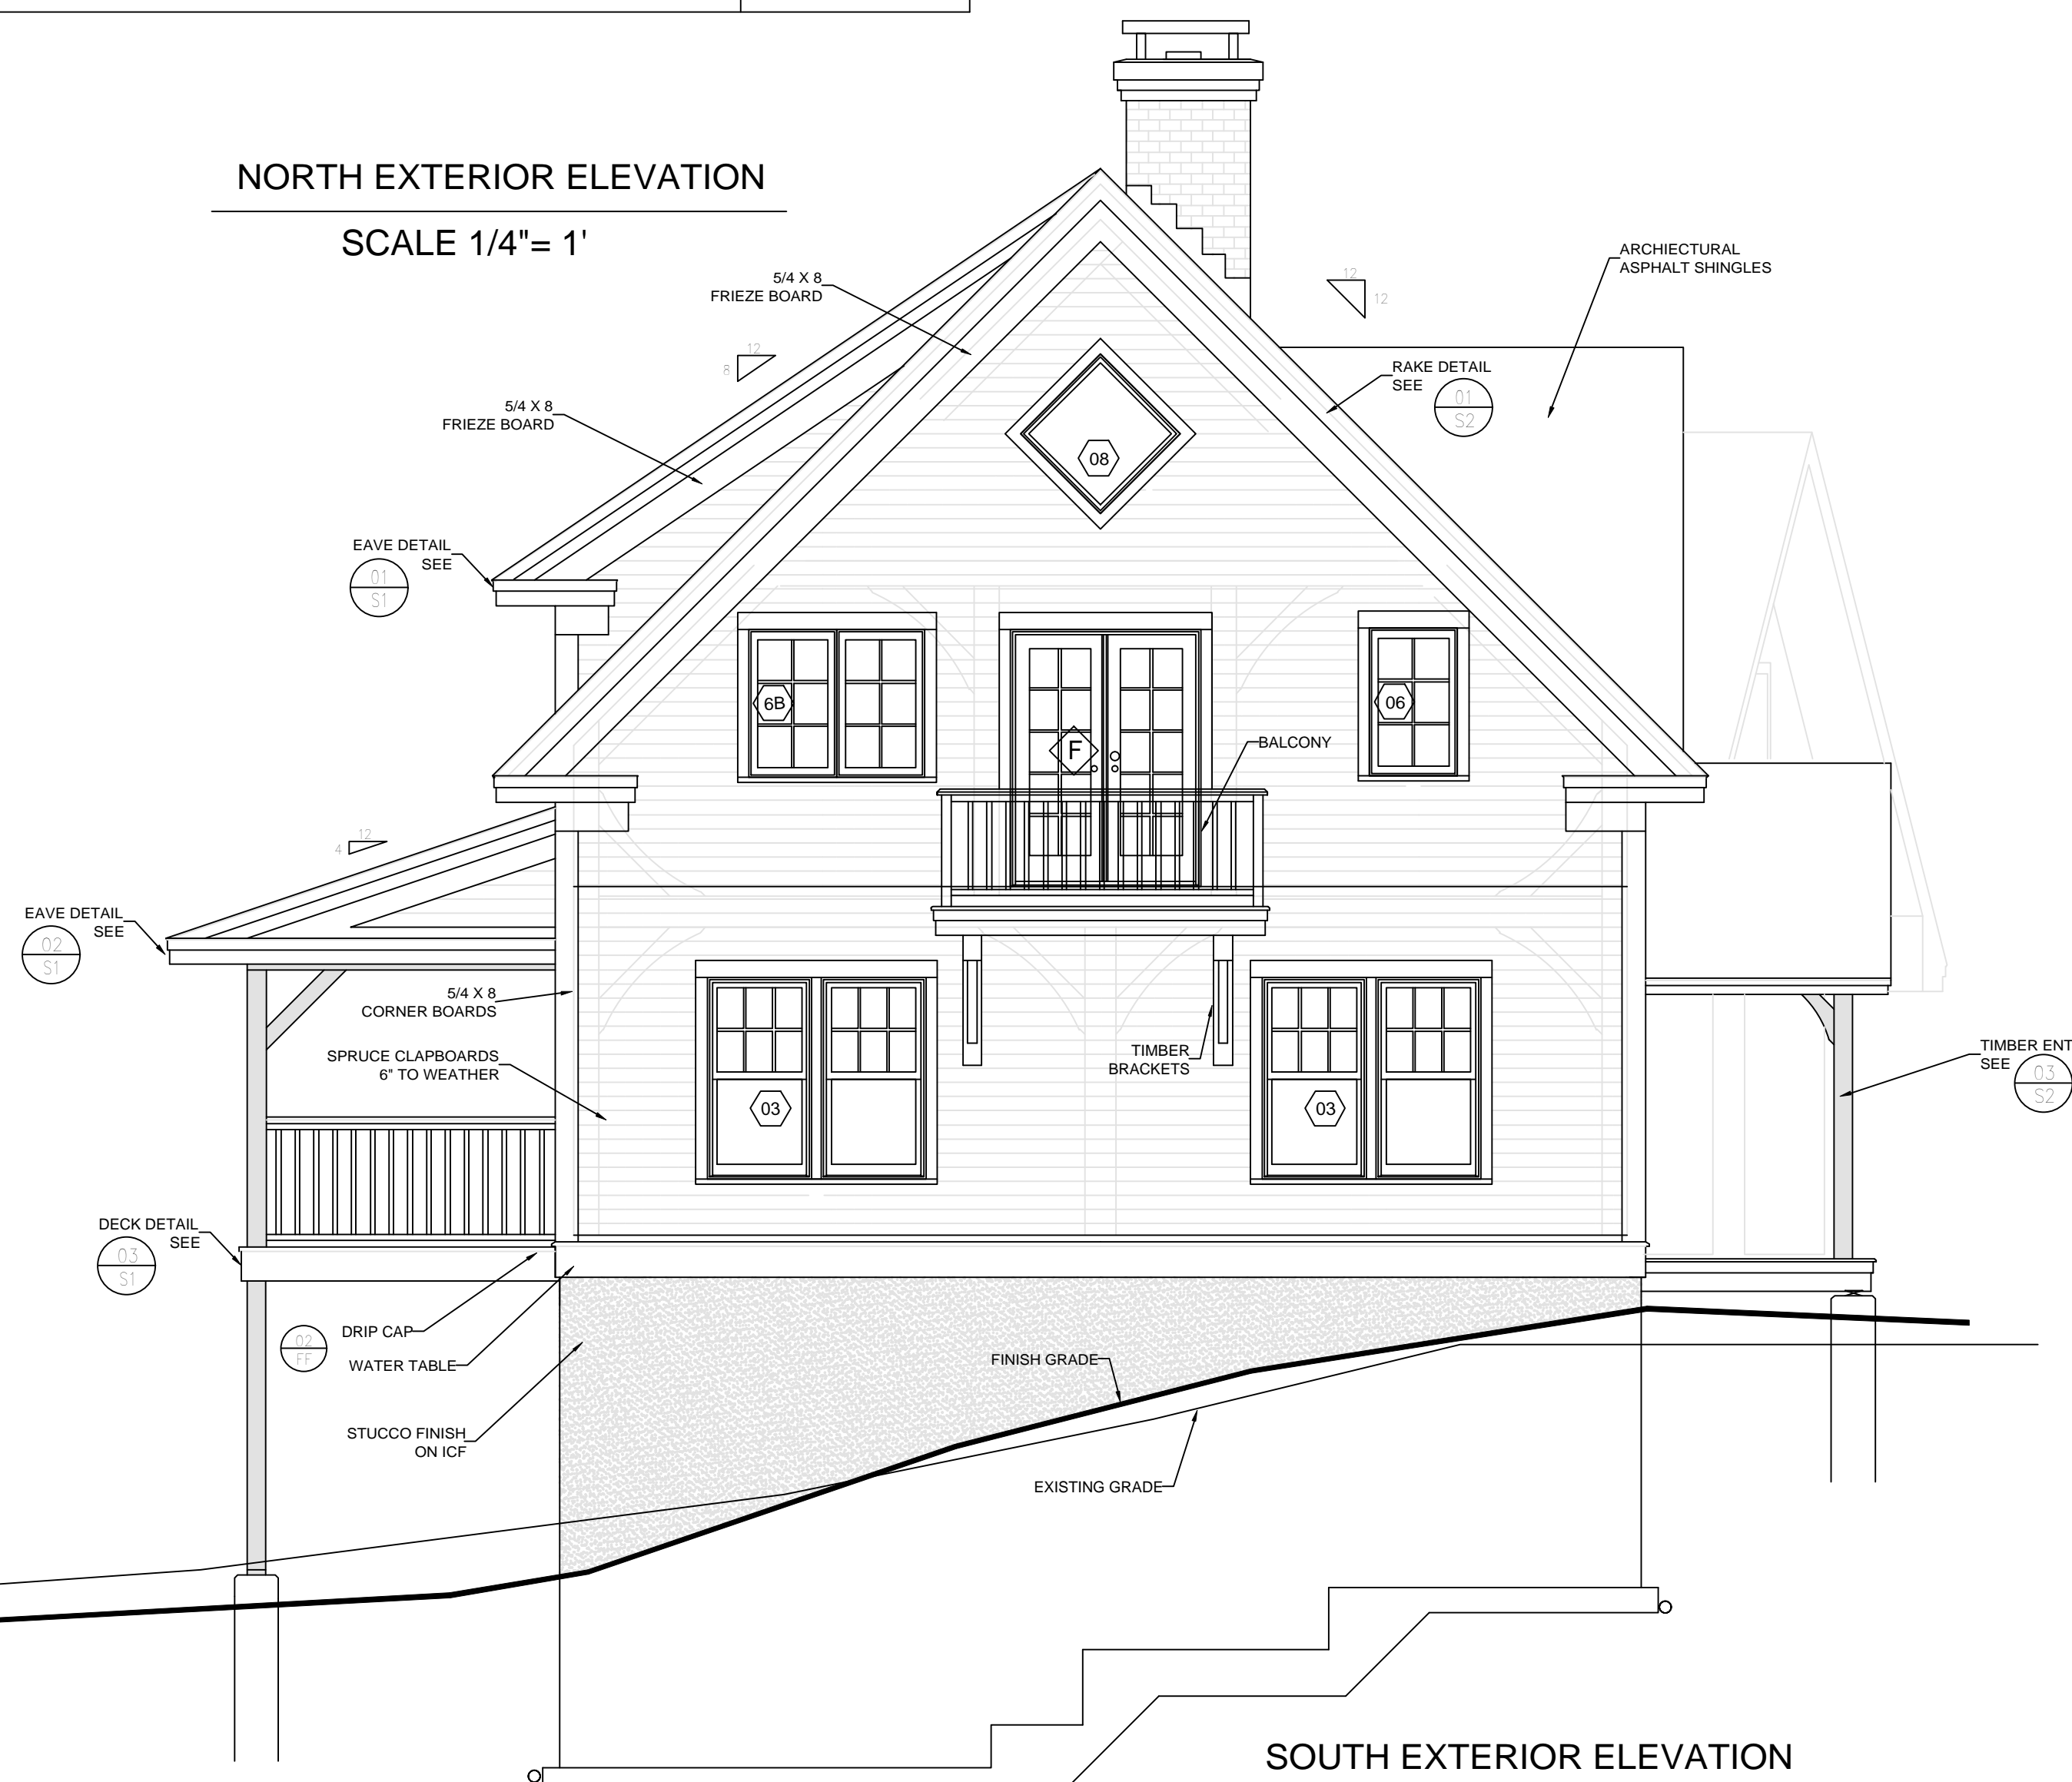 NORTH EXTERIOR ELEVATION
SCALE 1/4"= 1'
5/4 X 8
FRIEZE BOARD
12
12
ARCHIECTURAL
ASPHALT SHINGLES
12
8
RAKE DETAIL
SEE
01
S2
5/4 X 8
FRIEZE BOARD
08
EAVE DETAIL
SEE
01
S1
6B
06
F
BALCONY
12
4
EAVE DETAIL
SEE
02
S1
5/4 X 8
CORNER BOARDS
SPRUCE CLAPBOARDS
6" TO WEATHER
TIMBER
BRACKETS
TIMBER ENT
SEE
03
S2
03
03
DECK DETAIL
SEE
03
S1
DRIP CAP
02
FF
WATER TABLE
FINISH GRADE
STUCCO FINISH
ON ICF
EXISTING GRADE
SOUTH EXTERIOR ELEVATION